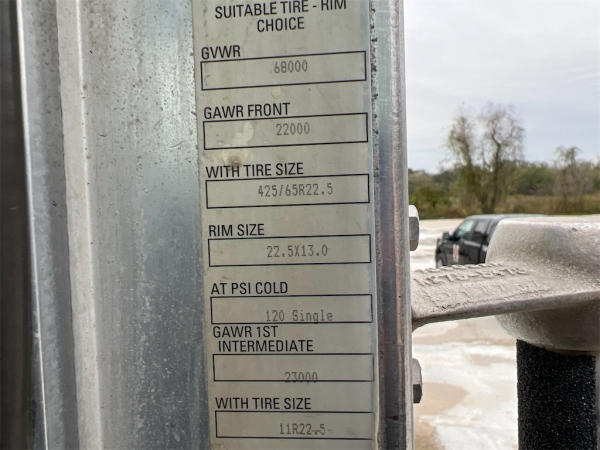 SUITABLE TIRE - RIM
CHOICE
GVWR
68000
GAWR FRONT
22000
WITH TIRE SIZE
425/65R22.5
RIM SIZE
22.5X13.0
AT PSI COLD
120 Single
GAWR 1ST
INTERMEDIATE
23000
WITH TIRE SIZE
11R22.5